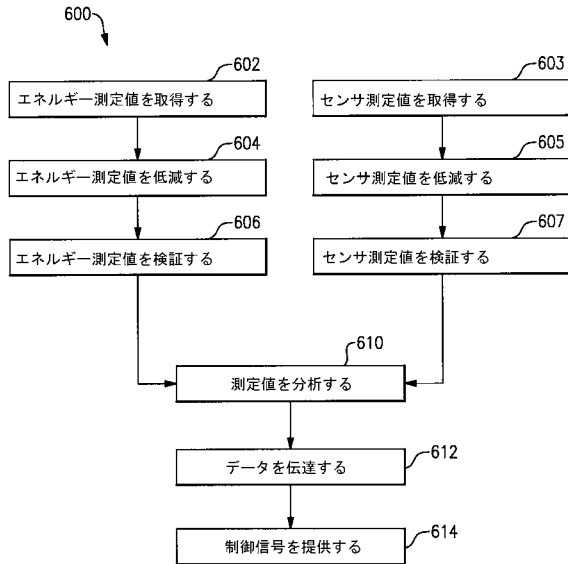 600
602
エネルギー測定値を取得する
603
センサ測定値を取得する
604
エネルギー測定値を低減する
605
センサ測定値を低減する
606
エネルギー測定値を検証する
607
センサ測定値を検証する
610
測定値を分析する
データを伝達する
612
制御信号を提供する
614